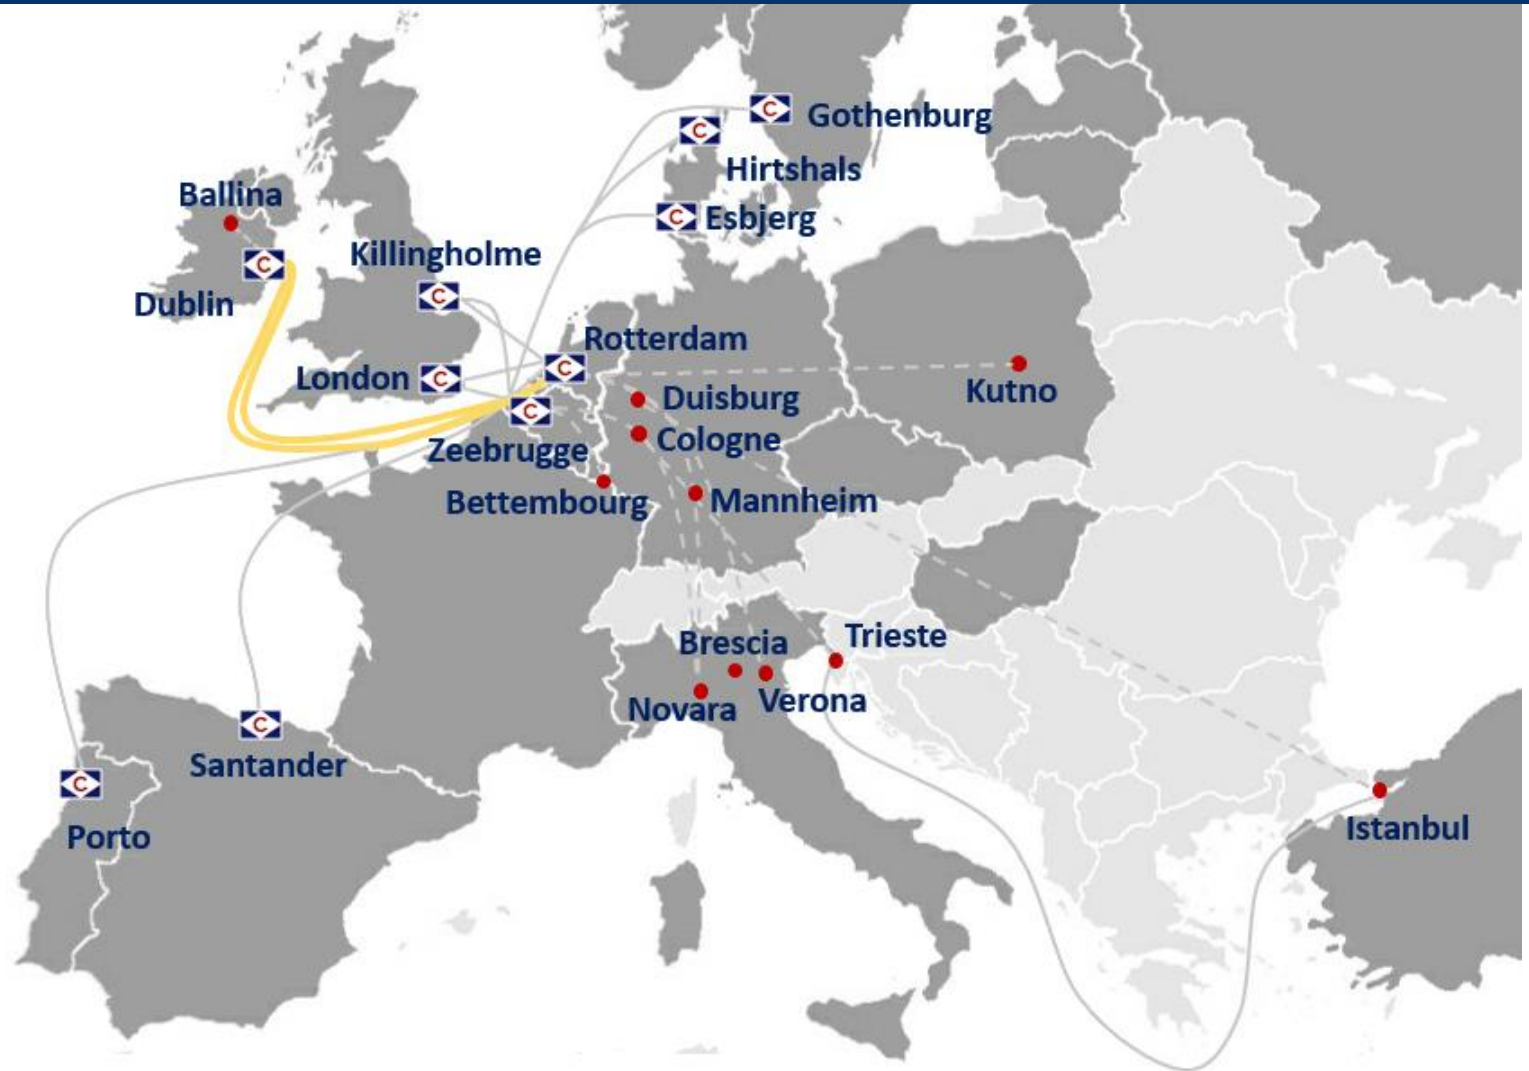 Gothenburg
Hirtshals
Ballina
Esbjerg
Killingholme
Dublin
Rotterdam
London
Kutno
Duisburg
Cologne
Zeebrugge
Bettembourg
Mannheim
Trieste
Brescia
Verona
Novara
Santander
Istanbul
Porto
C
C
C
C
C
C
C
C
C
C